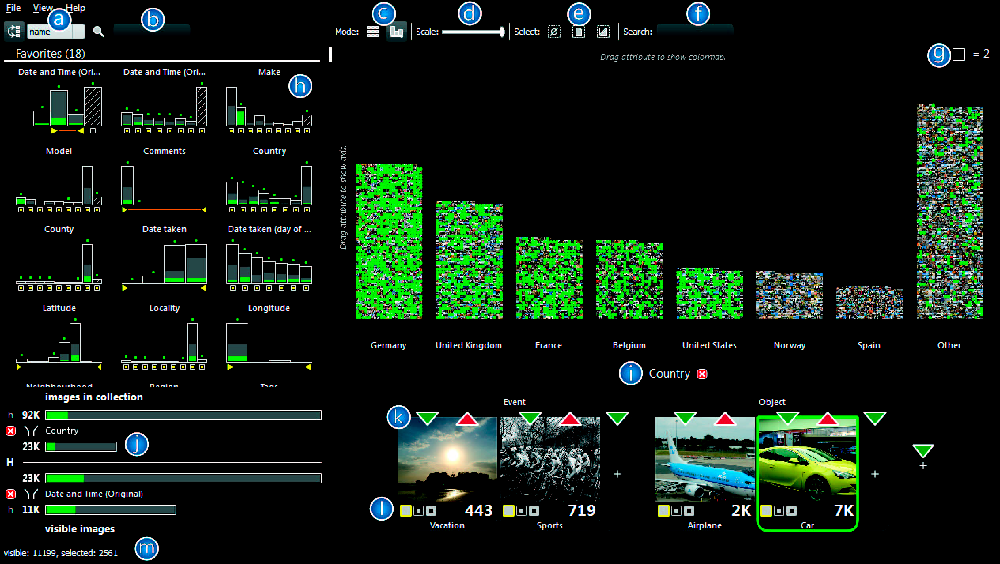 File View Help
a b c d e f
name
Mode: Scale: Select: Search:
Favorites (18)
Drag attribute to show colormap.
g = 2
Date and Time (Ori... Date and Time (Ori... Make
h
Model Comments Country
Drag attribute to show axis.
County Date taken Date taken (day of ...
Latitude Locality Longitude
Neighbourhood Region Tags
Germany United Kingdom France Belgium United States Norway Spain Other
i Country
images in collection
h 92K
Country
23K
j
H
23K
Date and Time (Original)
h 11K
visible images
m
visible: 11199, selected: 2561
Event Object
k
l
443 719 2K 7K
Vacation Sports Airplane Car
+ + +